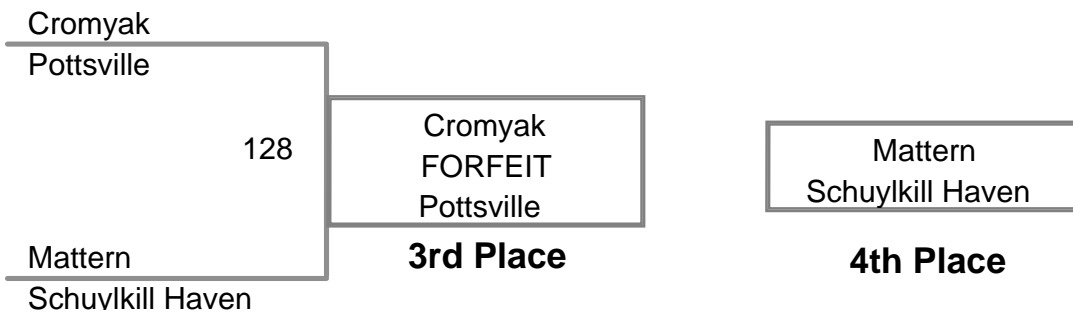 Cromyak
Pottsville
128
Cromyak
FORFEIT
Pottsville
3rd Place
Mattern
Schuylkill Haven
4th Place
Mattern
Schuylkill Haven